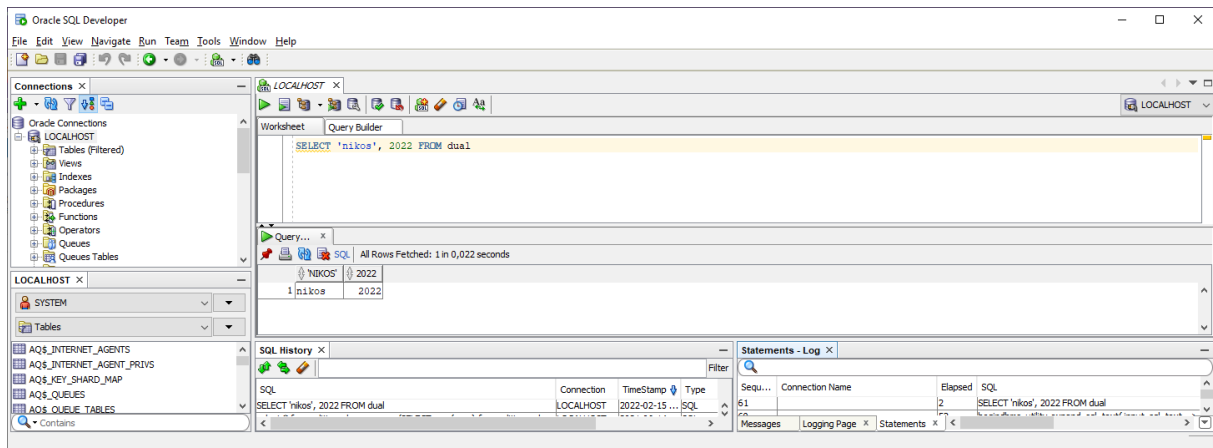 Oracle SQL Developer
File Edit View Navigate Run Team Tools Window Help
Connections
Oracle Connections
LOCALHOST
Tables (Filtered)
Views
Indexes
Packages
Procedures
Functions
Operators
Queues
Queues Tables
LOCALHOST
SYSTEM
Tables
AQ$_INTERNET_AGENTS
AQ$_INTERNET_AGENT_PRIVS
AQ$_KEY_SHARD_MAP
AQ$_QUEUES
AQ$_QUEUE_TABLES
Contains
LOCALHOST
LOCALHOST
Worksheet Query Builder
SELECT 'nikos', 2022 FROM dual
Query...
SQL All Rows Fetched: 1 in 0,022 seconds
'NIKOS' 2022
1 nikos 2022
SQL History
Filter
SQL Connection TimeStamp Type
SELECT 'nikos', 2022 FROM dual LOCALHOST 2022-02-15 ... SQL
Statements - Log
Sequ... Connection Name Elapsed SQL
61 2 SELECT 'nikos', 2022 FROM dual
Messages Logging Page Statements